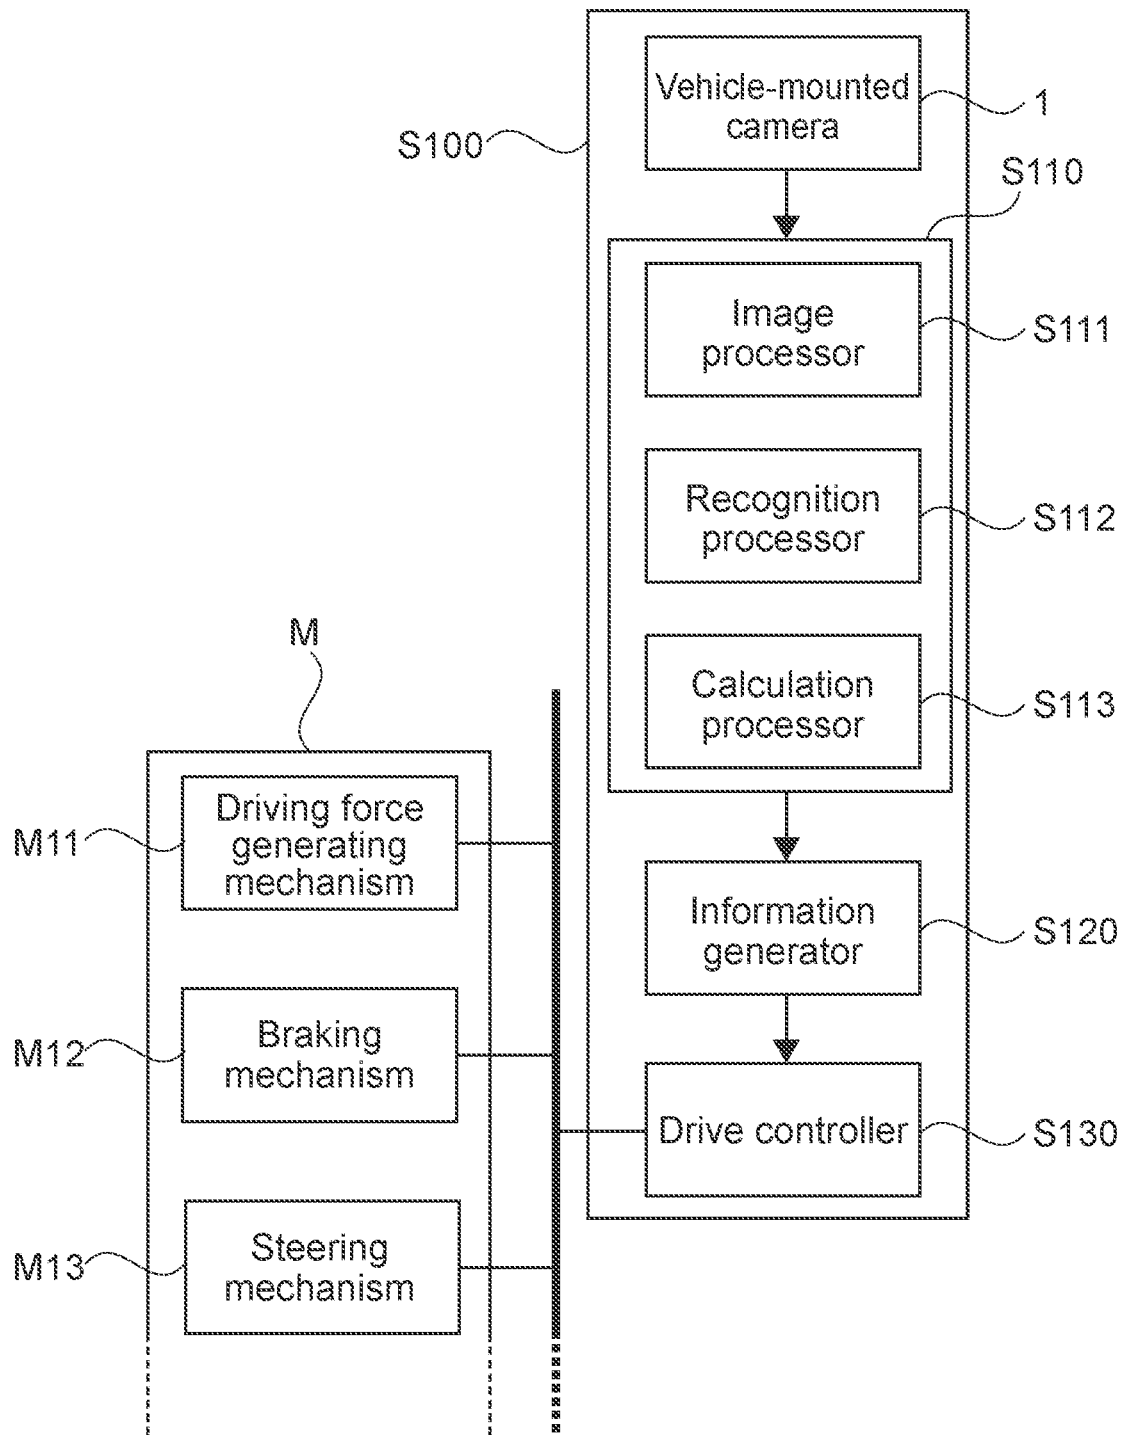 Vehicle-mounted
camera
1
S100
S110
Image
processor
S111
Recognition
processor
S112
Calculation
processor
S113
M
Driving force
generating
mechanism
M11
Information
generator
S120
Braking
mechanism
M12
Drive controller
S130
Steering
mechanism
M13